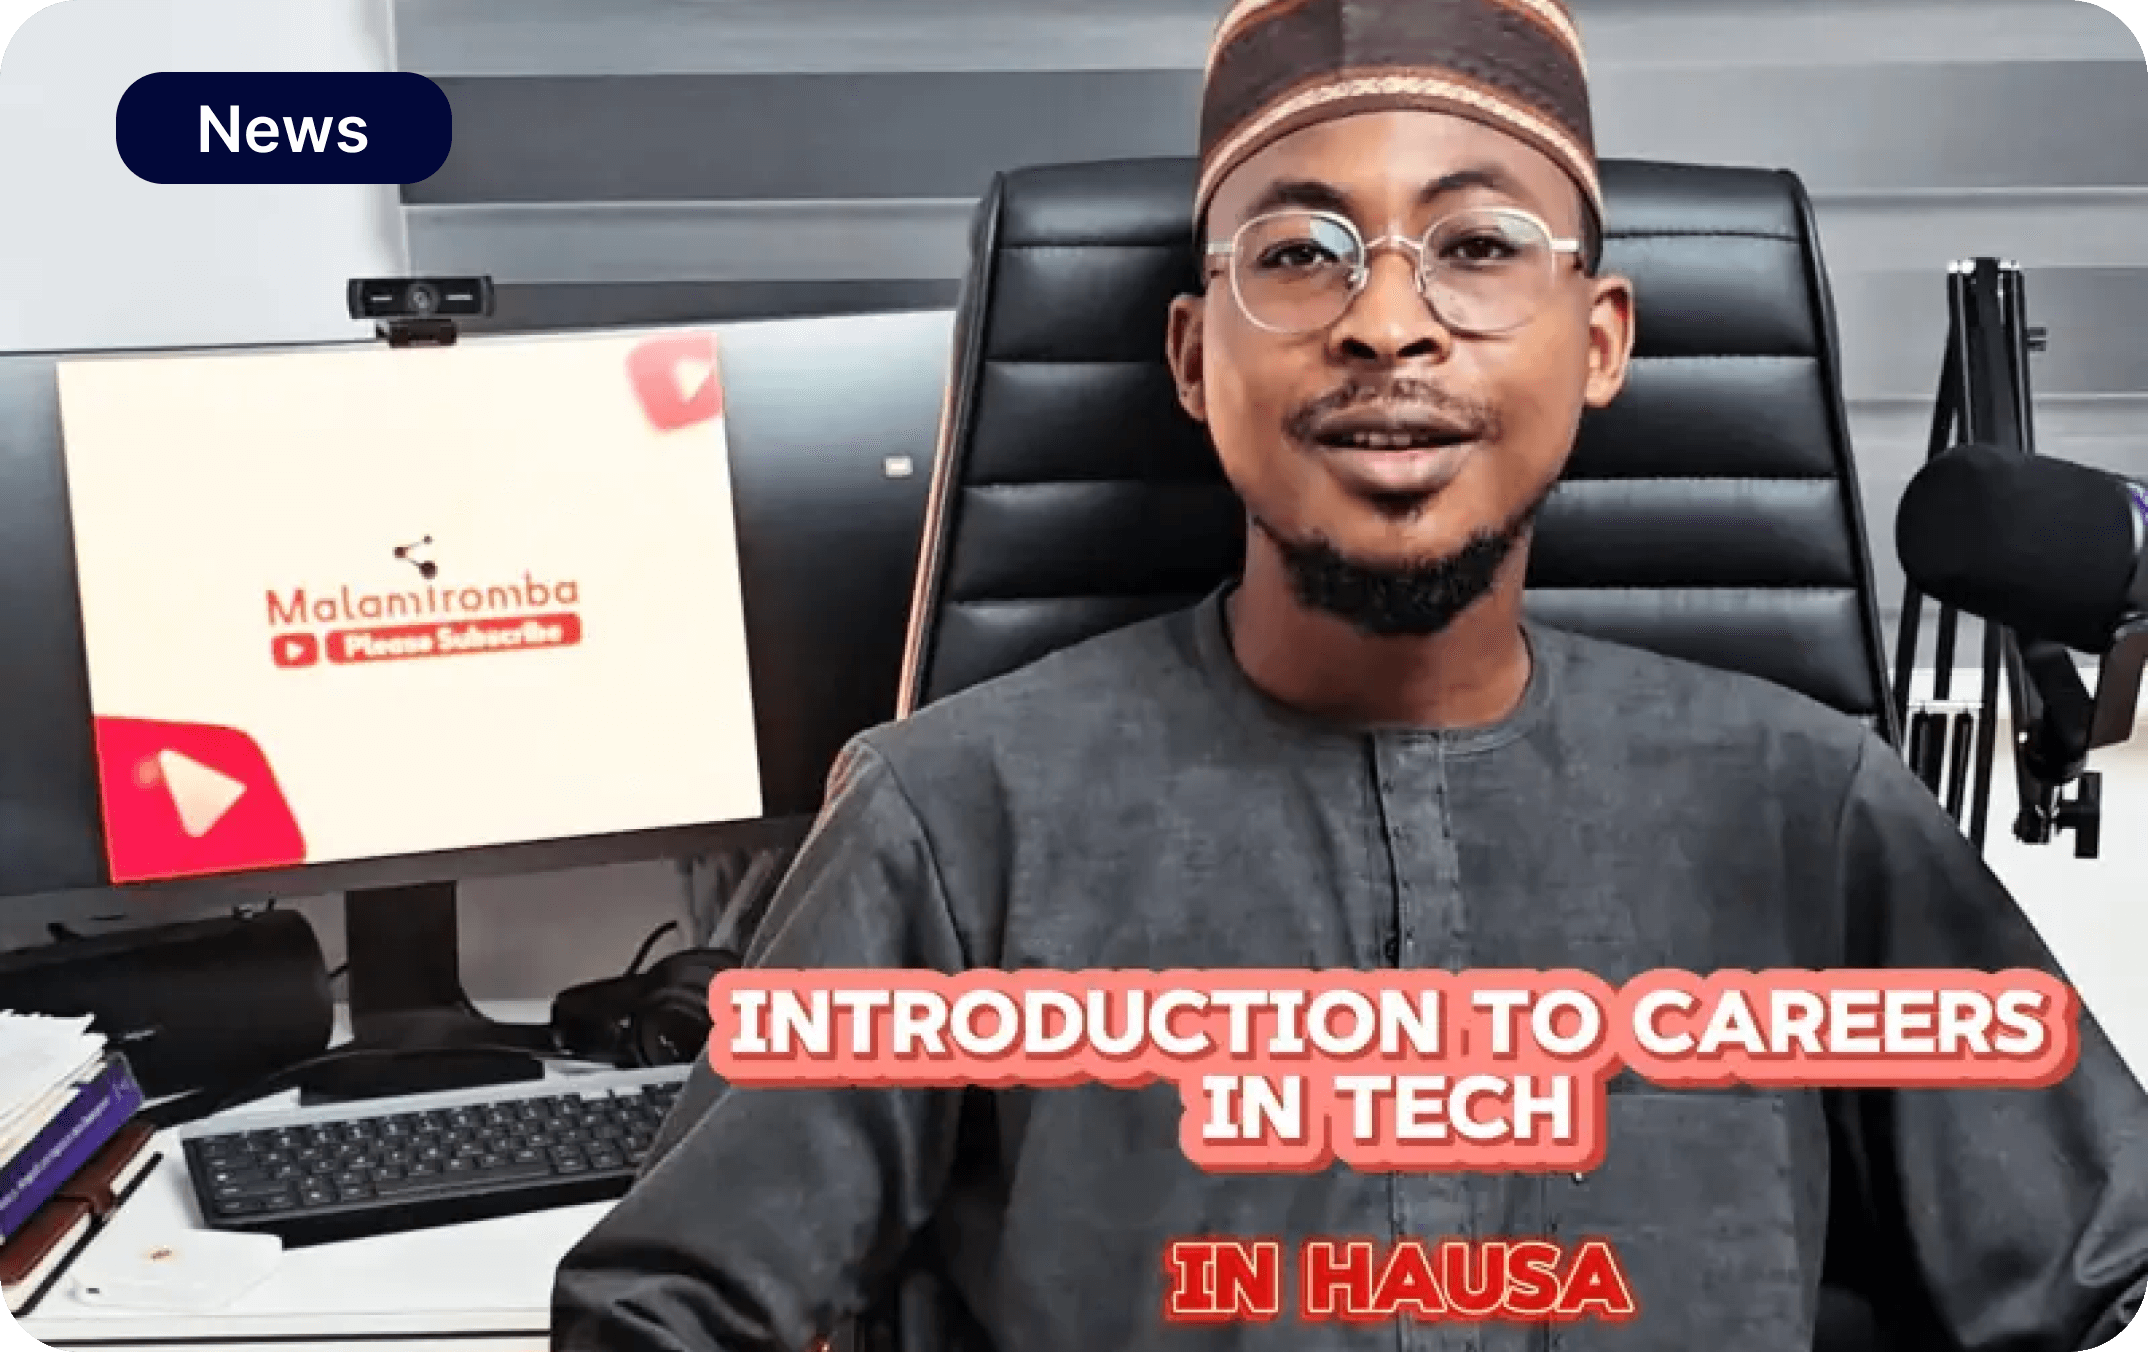 News
Malamiromba
Please Subscribe
INTRODUCTION TO CAREERS
IN TECH
IN HAUSA